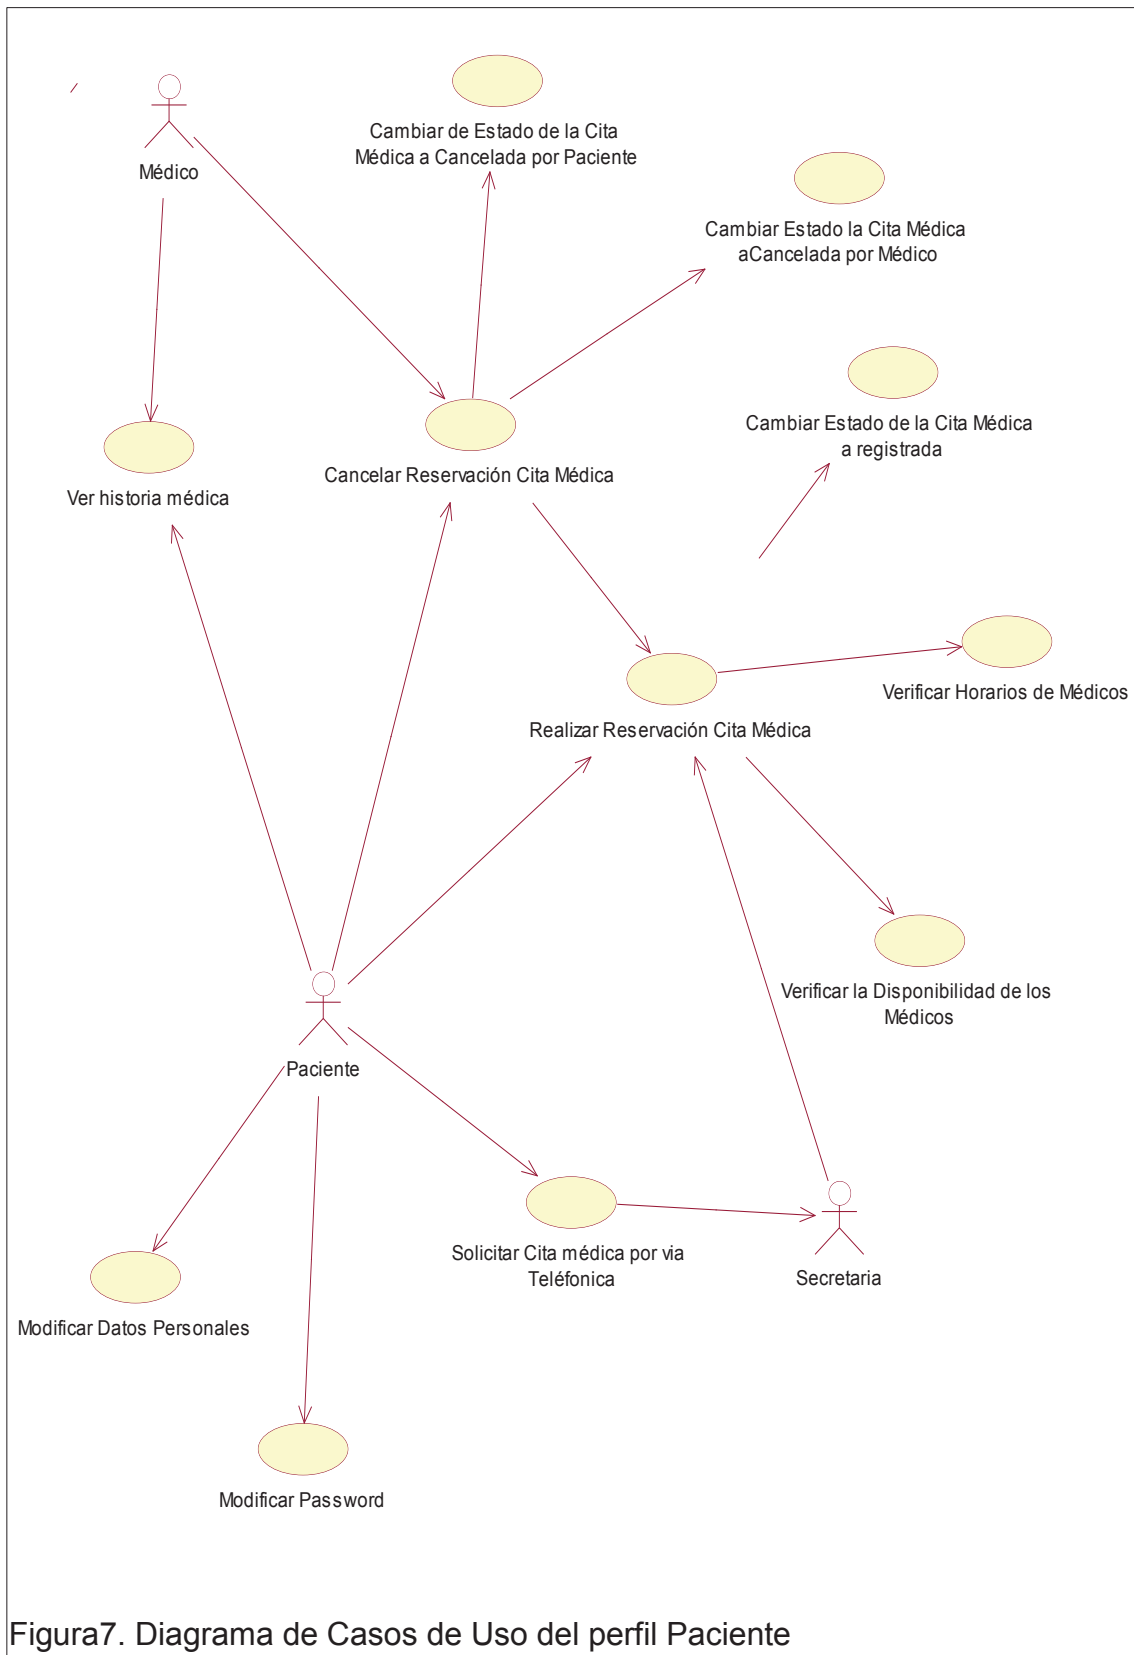 Cambiar de Estado de la Cita
Médica a Cancelada por Paciente
Médico
Cambiar Estado la Cita Médica
aCancelada por Médico
Cambiar Estado de la Cita Médica
a registrada
Cancelar Reservación Cita Médica
Ver historia médica
Verificar Horarios de Médicos
Realizar Reservación Cita Médica
Verificar la Disponibilidad de los
Médicos
Paciente
Solicitar Cita médica por via
Teléfonica
Secretaria
Modificar Datos Personales
Modificar Password
Figura7. Diagrama de Casos de Uso del perfil Paciente